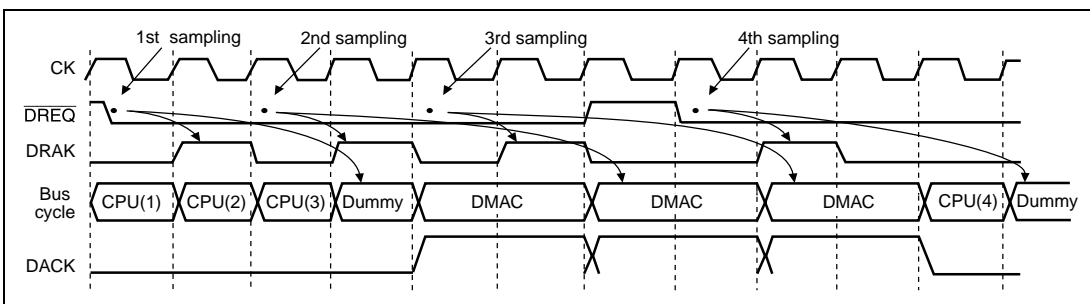 1st sampling 2nd sampling 3rd sampling 4th sampling
CK
DREQ
DRAK
Bus cycle CPU(1) CPU(2) CPU(3) Dummy DMAC DMAC DMAC CPU(4) Dummy
DACK